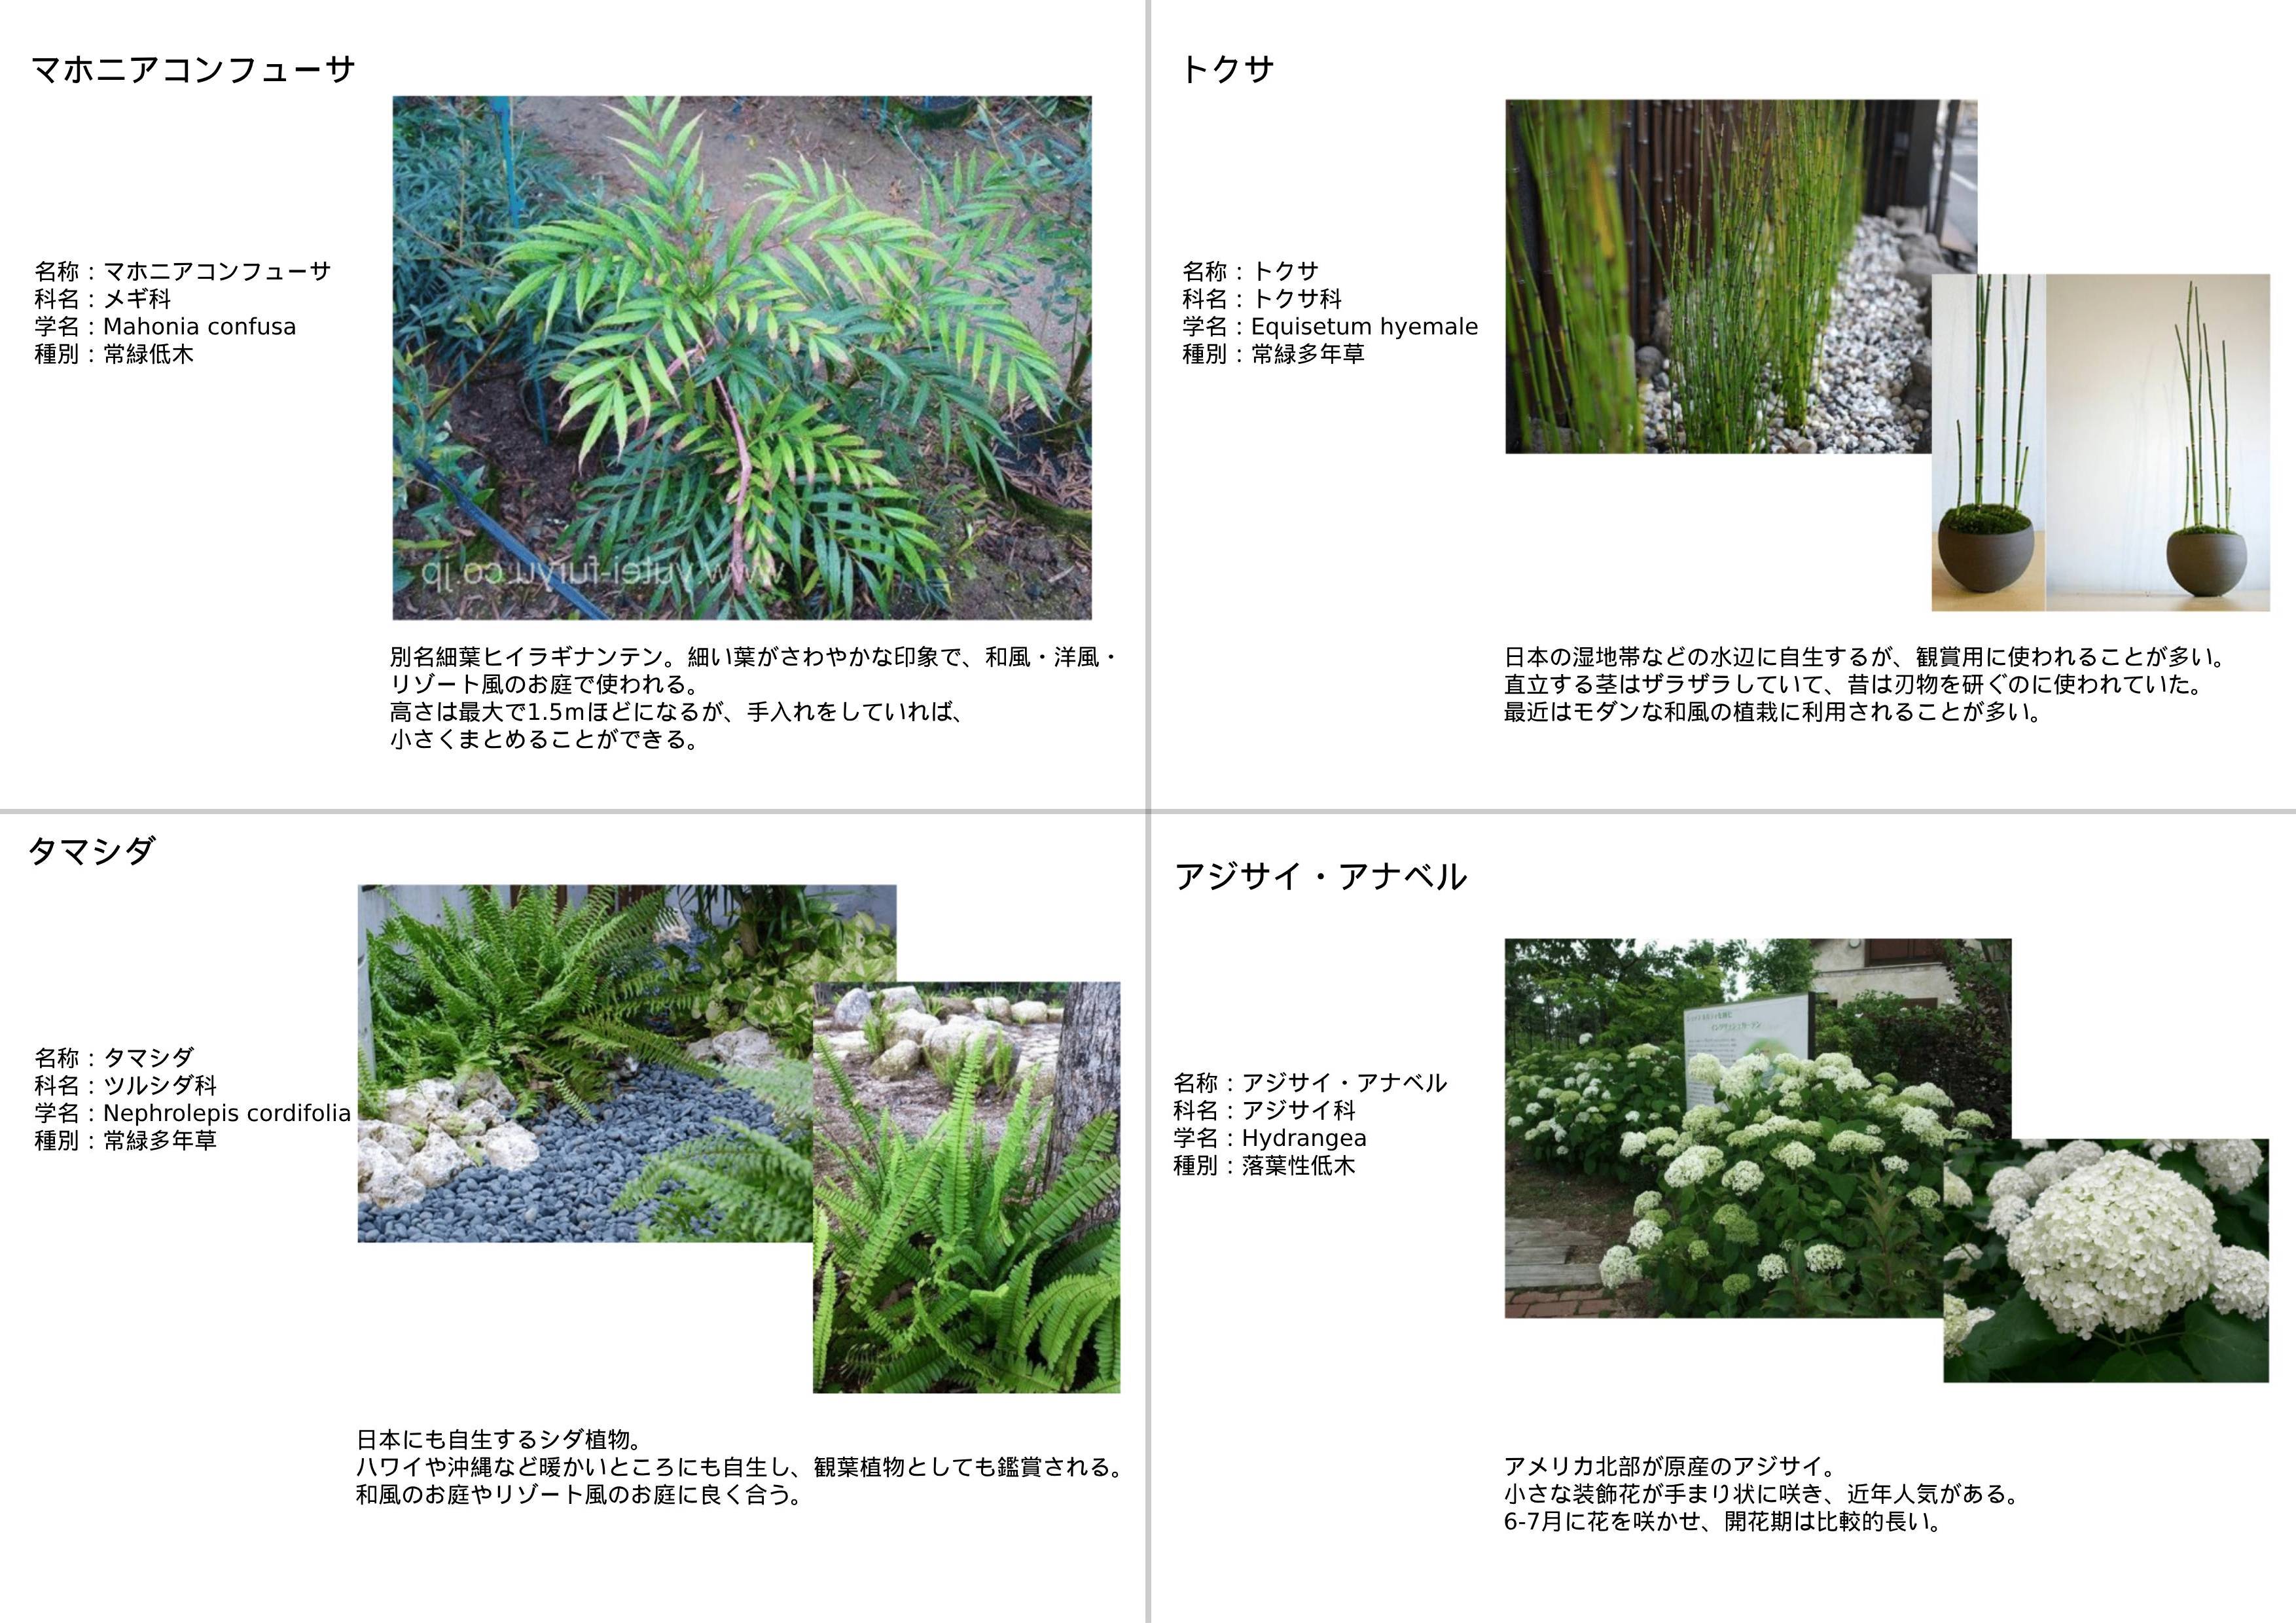 マホニアコンフューサ
名称：マホニアコンフューサ
科名：メギ科
学名：Mahonia confusa
種別：常緑低木
www.yutei-furyu.co.jp
別名細葉ヒイラギナンテン。細い葉がさわやかな印象で、和風・洋風・
リゾート風のお庭で使われる。
高さは最大で1.5mほどになるが、手入れをしていれば、
小さくまとめることができる。
トクサ
名称：トクサ
科名：トクサ科
学名：Equisetum hyemale
種別：常緑多年草
日本の湿地帯などの水辺に自生するが、観賞用に使われることが多い。
直立する茎はザラザラしていて、昔は刃物を研ぐのに使われていた。
最近はモダンな和風の植栽に利用されることが多い。
タマシダ
名称：タマシダ
科名：ツルシダ科
学名：Nephrolepis cordifolia
種別：常緑多年草
日本にも自生するシダ植物。
ハワイや沖縄など暖かいところにも自生し、観葉植物としても鑑賞される。
和風のお庭やリゾート風のお庭に良く合う。
アジサイ・アナベル
名称：アジサイ・アナベル
科名：アジサイ科
学名：Hydrangea
種別：落葉性低木
アメリカ北部が原産のアジサイ。
小さな装飾花が手まり状に咲き、近年人気がある。
6-7月に花を咲かせ、開花期は比較的長い。